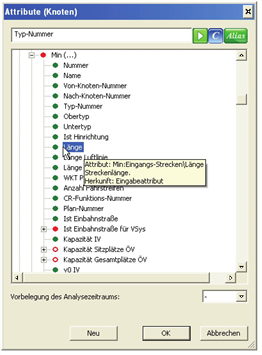 Attribute (Knoten)
Typ-Nummer
C
Alias
Min (...)
Nummer
Name
Von-Knoten-Nummer
Nach-Knoten-Nummer
Typ-Nummer
Obertyp
Untertyp
Ist Hinrichtung
Länge
Länge Luftlinie
Länge
Attribut: Min:Eingangs-Strecken|Länge
Streckenlänge.
Herkunft: Eingabeattribut
WKT P
Anzahl Fahrstreifen
CR-Funktions-Nummer
Plan-Nummer
Ist Einbahnstraße
Ist Einbahnstraße für VSys
Kapazität IV
Kapazität Sitzplätze ÖV
Kapazität Gesamtplätze ÖV
v0 IV
Vorbelegung des Analysezeitraums:
-
Neu
OK
Abbrechen